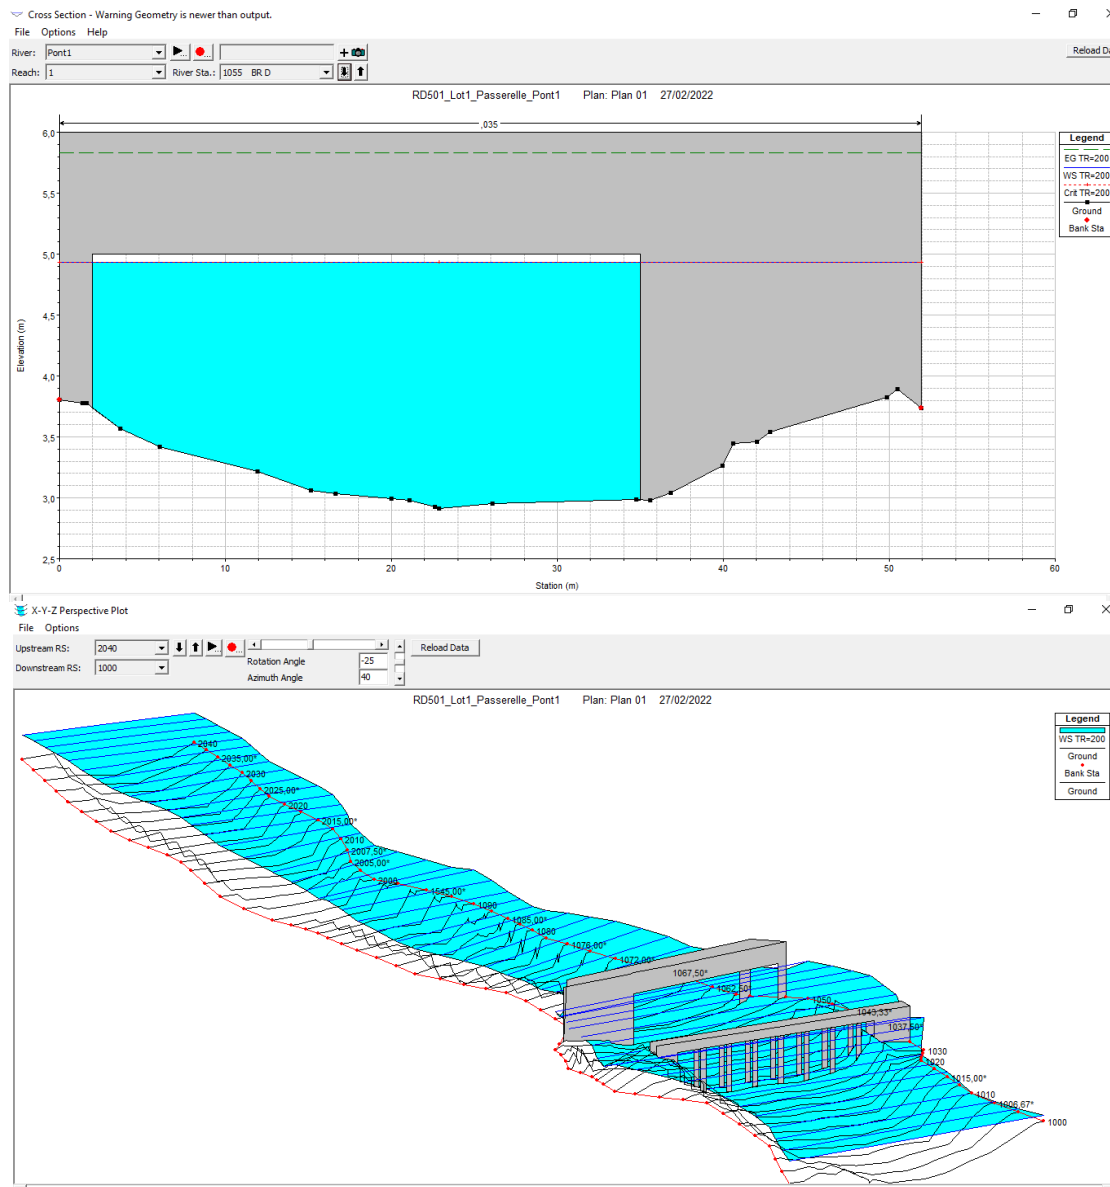 Cross Section - Warning Geometry is newer than output.
File Options Help
River: Pont1
Reload Da
Reach: 1 River Sta.: 1055 BR D
RD501_Lot1_Passerelle_Pont1 Plan: Plan 01 27/02/2022
,035
Legend
EG TR=200
WS TR=200
Crit TR=200
Ground
Bank Sta
6,0
5,5
5,0
4,5
4,0
3,5
3,0
2,5
Elevation (m)
0 10 20 30 40 50 60
Station (m)
X-Y-Z Perspective Plot
File Options
Upstream RS: 2040 Reload Data
Downstream RS: 1000
Rotation Angle -25
Azimuth Angle 40
RD501_Lot1_Passerelle_Pont1 Plan: Plan 01 27/02/2022
Legend
WS TR=200
Ground
Bank Sta
Ground
2040
2035,00*
2030
2025,00*
2020
2015,00*
2010
2007,50*
2005,00*
2000
1545,00*
1090
1085,00*
1080
1076,00*
1072,00*
1067,50*
1062,50*
1050
1043,33*
1037,50*
1030
1020
1015,00*
1010
1006,67*
1000